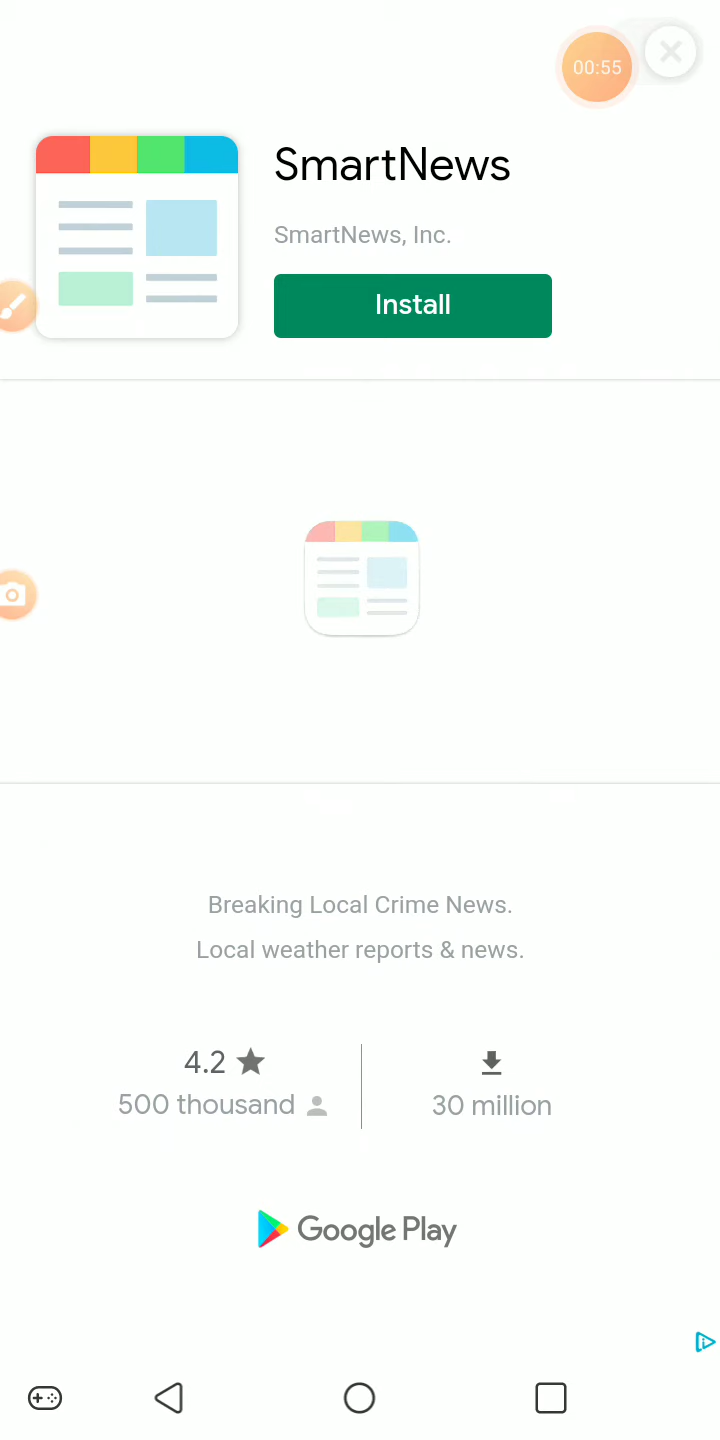 00:55
SmartNews
SmartNews, Inc.
Install
Breaking Local Crime News.
Local weather reports & news.
4.2
500 thousand
30 million
Google Play